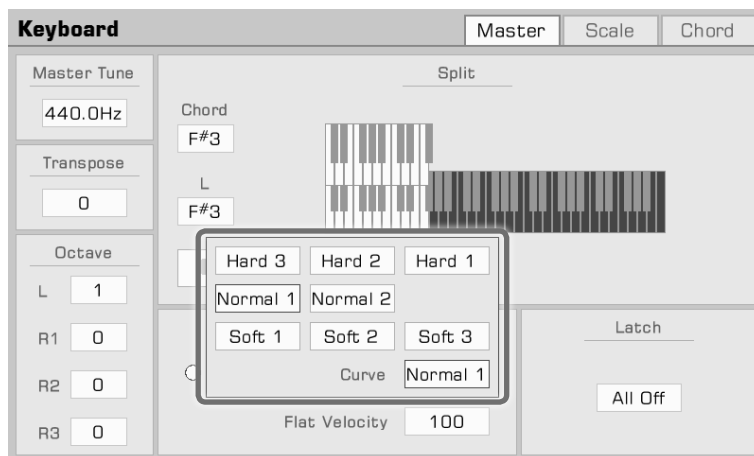 Keyboard
Master Scale Chord
Master Tune
440.0Hz
Transpose
0
Octave
L 1
R1 0
R2 0
R3 0
Split
Chord
F#3
L
F#3
Hard 3 Hard 2 Hard 1
Normal 1 Normal 2
Soft 1 Soft 2 Soft 3
Curve Normal 1
Flat Velocity 100
Latch
All Off